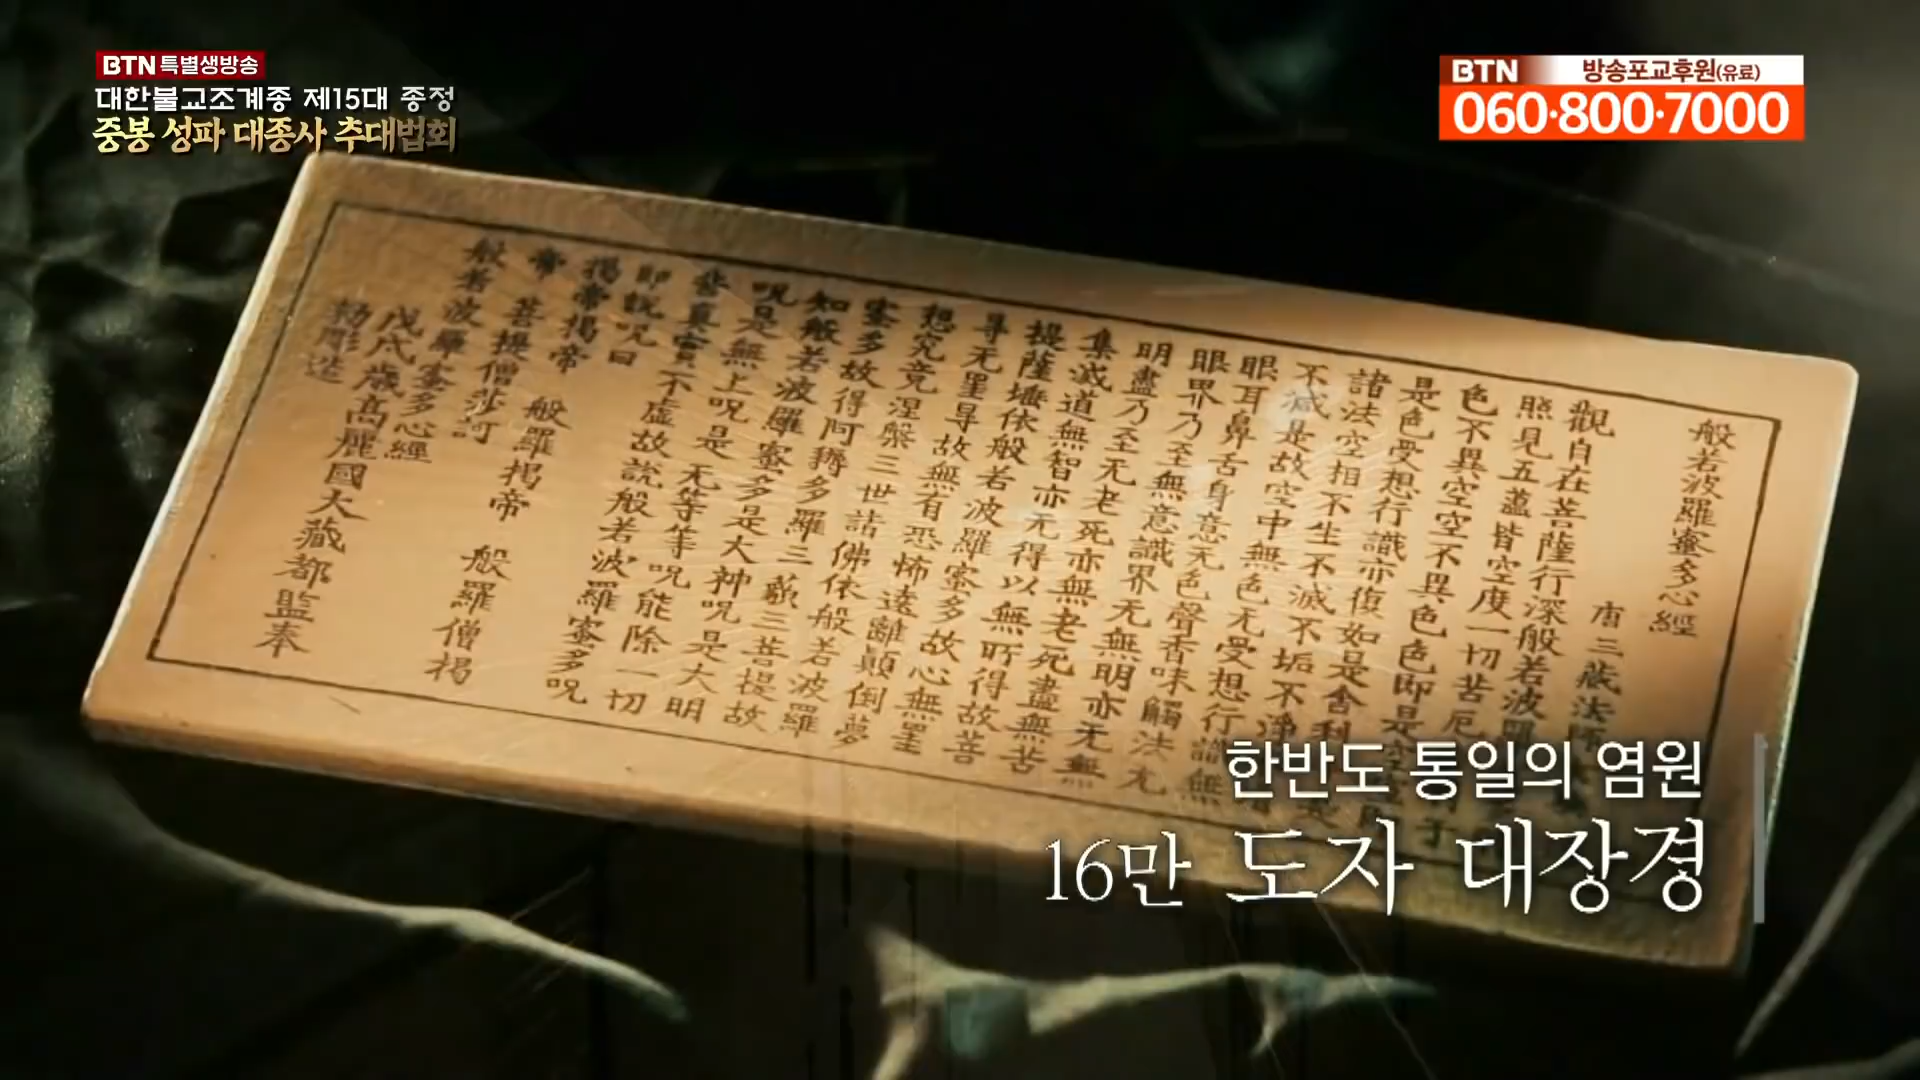 BTN 특별생방송
대한불교조계종 제15대 종정
중봉 성파 대종사 추대법회
BTN 방송포교후원(유료)
060·800·7000
般若波羅蜜多心經
唐三藏法師
觀自在菩薩行深般若波羅
照見五蘊皆空度一切苦厄
色不異空空不異色色即是空
是色受想行識亦復如是舍利
諸法空相不生不滅不垢不淨
不減是故空中無色无受想行
眼耳鼻舌身意无色聲香味觸法无
眼界乃至無意識界无無明亦无無
明盡乃至无老死亦無老死盡無苦
集滅道無智亦无得以無所得故菩
提薩埵依般若波羅蜜多故心無罣
㝵无罣㝵故無有恐怖遠離顛倒夢
想究竟涅槃三世諸佛依般若波羅
蜜多故得阿耨多羅三藐三菩提故
知般若波羅蜜多是大神呪是大明
呪是無上呪是无等等呪能除一切
眞實不虛故說般若波羅蜜多呪
即說呪曰
揭帝揭帝 般羅揭帝 般羅僧揭
帝 菩提僧莎訶
般若波羅蜜多心經
戊戌歲髙麗國大藏都監奉
勑彫造
한반도 통일의 염원
16만 도자 대장경